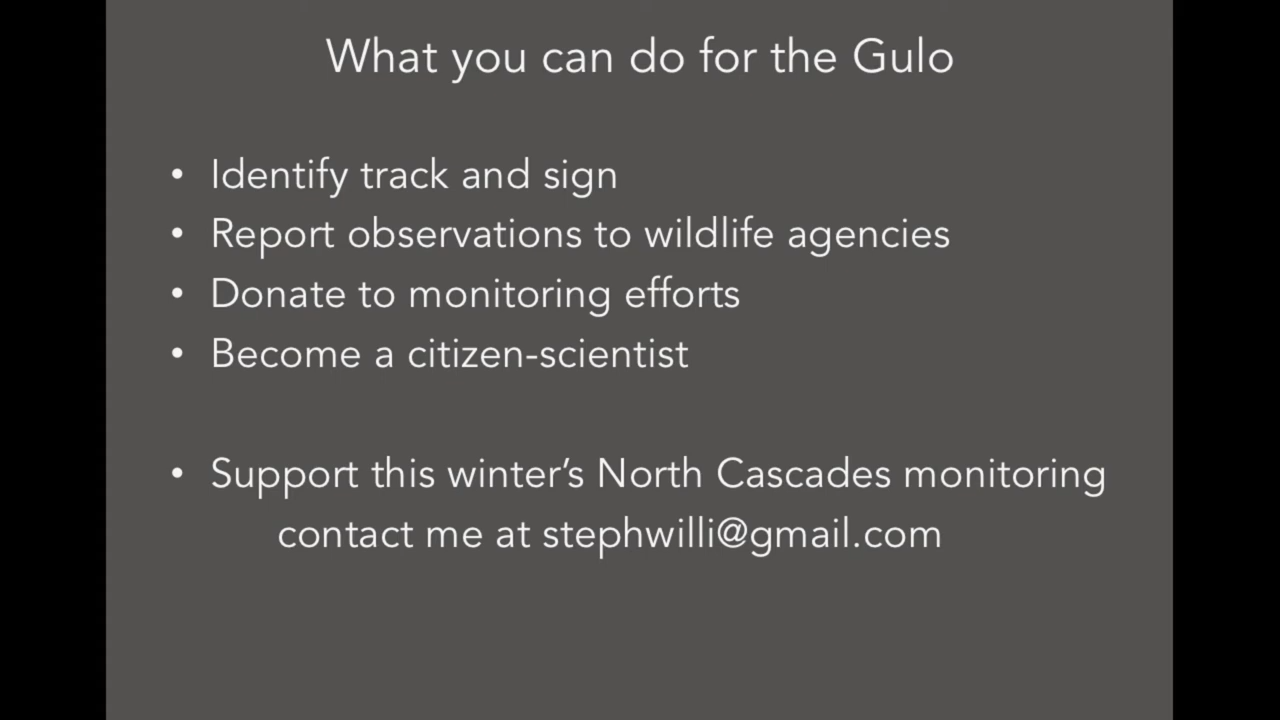 What you can do for the Gulo
• Identify track and sign
• Report observations to wildlife agencies
• Donate to monitoring efforts
• Become a citizen-scientist
• Support this winter’s North Cascades monitoring
contact me at stephwilli@gmail.com